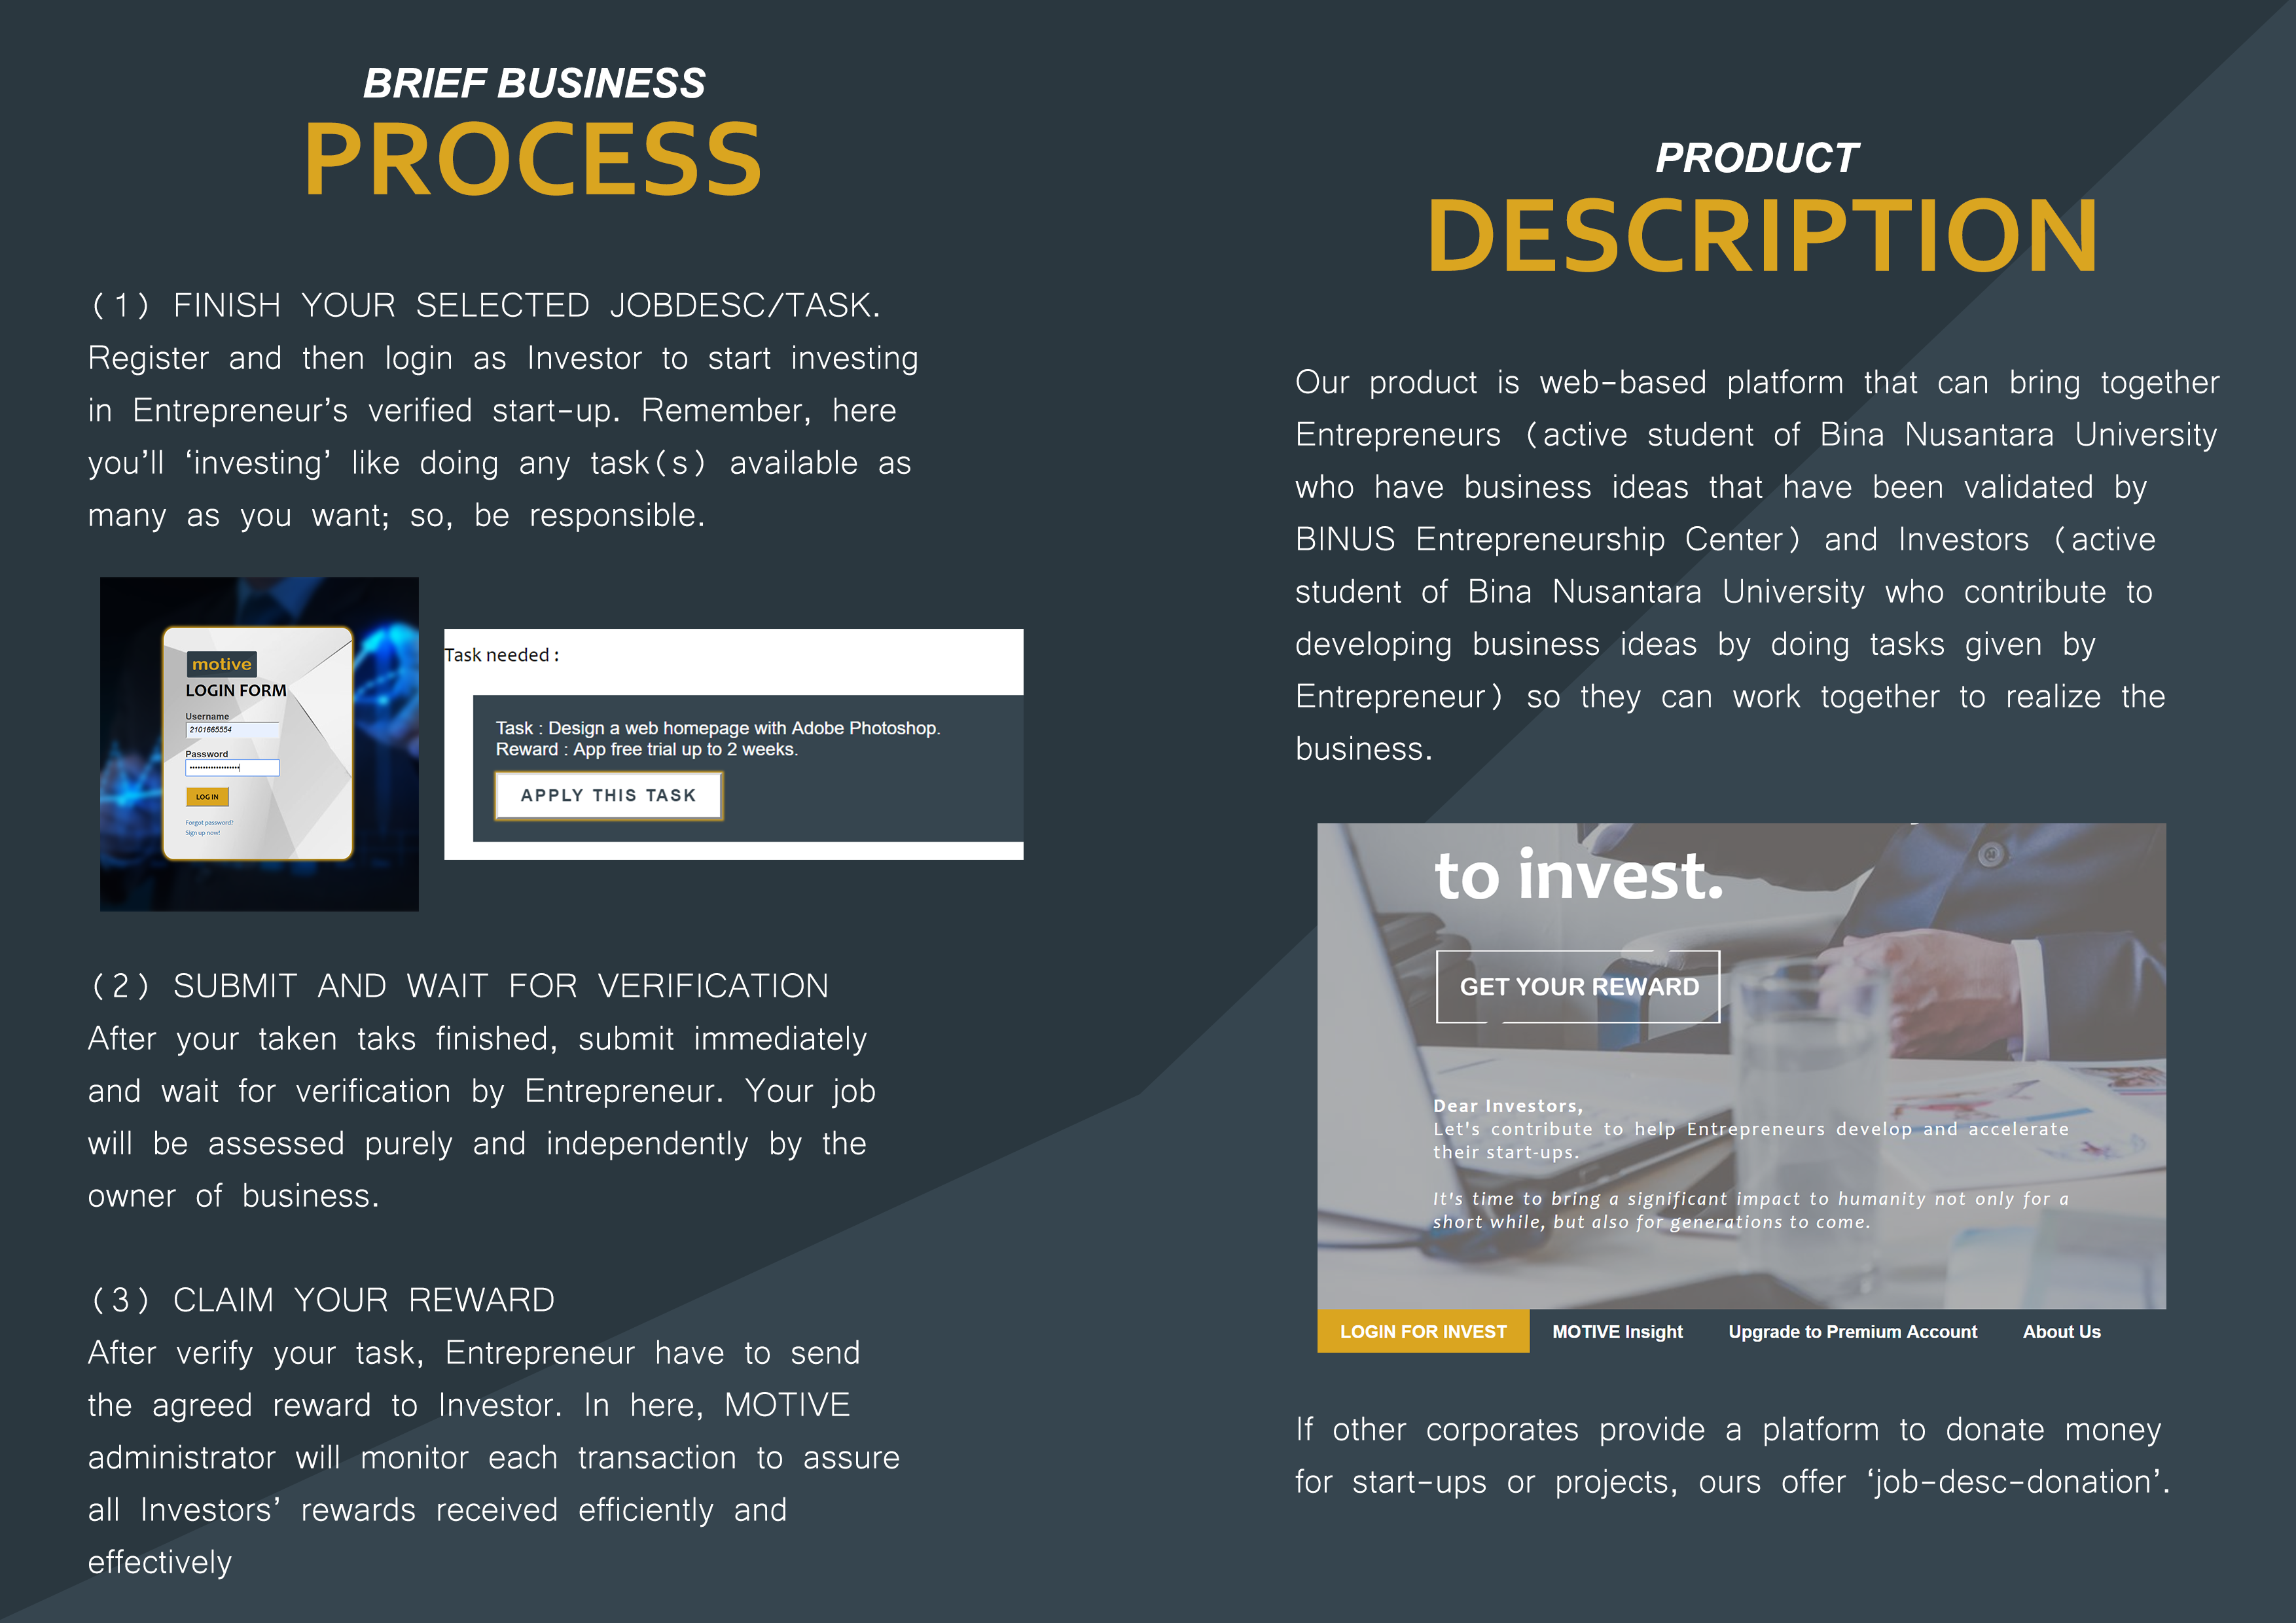 BRIEF BUSINESS
PROCESS
(1) FINISH YOUR SELECTED JOBDESC/TASK.
Register and then login as Investor to start investing
in Entrepreneur’s verified start-up. Remember, here
you’ll ‘investing’ like doing any task(s) available as
many as you want; so, be responsible.
motive
LOGIN FORM
Username
2101665554
Password
LOG IN
Forgot password?
Sign up now!
Task needed :
Task : Design a web homepage with Adobe Photoshop.
Reward : App free trial up to 2 weeks.
APPLY THIS TASK
(2) SUBMIT AND WAIT FOR VERIFICATION
After your taken taks finished, submit immediately
and wait for verification by Entrepreneur. Your job
will be assessed purely and independently by the
owner of business.
(3) CLAIM YOUR REWARD
After verify your task, Entrepreneur have to send
the agreed reward to Investor. In here, MOTIVE
administrator will monitor each transaction to assure
all Investors’ rewards received efficiently and
effectively
PRODUCT
DESCRIPTION
Our product is web-based platform that can bring together
Entrepreneurs (active student of Bina Nusantara University
who have business ideas that have been validated by
BINUS Entrepreneurship Center) and Investors (active
student of Bina Nusantara University who contribute to
developing business ideas by doing tasks given by
Entrepreneur) so they can work together to realize the
business.
to invest.
GET YOUR REWARD
Dear Investors,
Let's contribute to help Entrepreneurs develop and accelerate
their start-ups.
It's time to bring a significant impact to humanity not only for a
short while, but also for generations to come.
LOGIN FOR INVEST MOTIVE Insight Upgrade to Premium Account About Us
If other corporates provide a platform to donate money
for start-ups or projects, ours offer ‘job-desc-donation’.